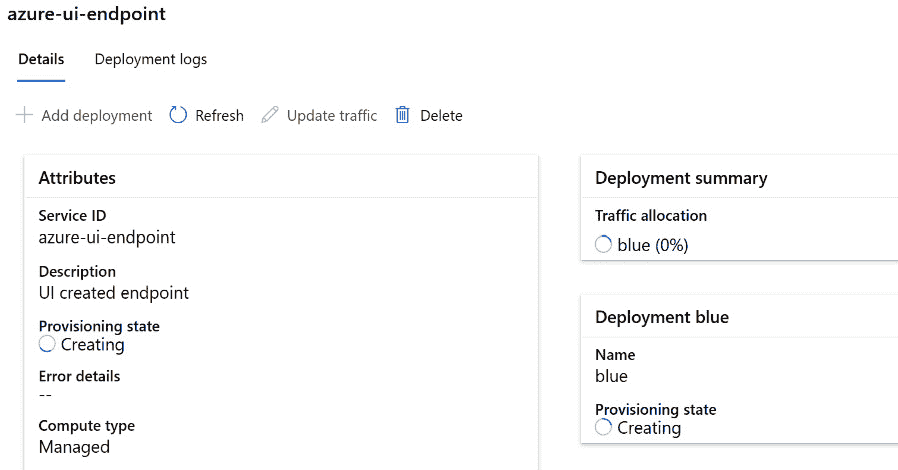 azure-ui-endpoint
Details
Deployment logs
Add deployment
Refresh
Update traffic
Delete
Attributes
Service ID
azure-ui-endpoint
Description
UI created endpoint
Provisioning state
Creating
Error details
--
Compute type
Managed
Deployment summary
Traffic allocation
blue (0%)
Deployment blue
Name
blue
Provisioning state
Creating